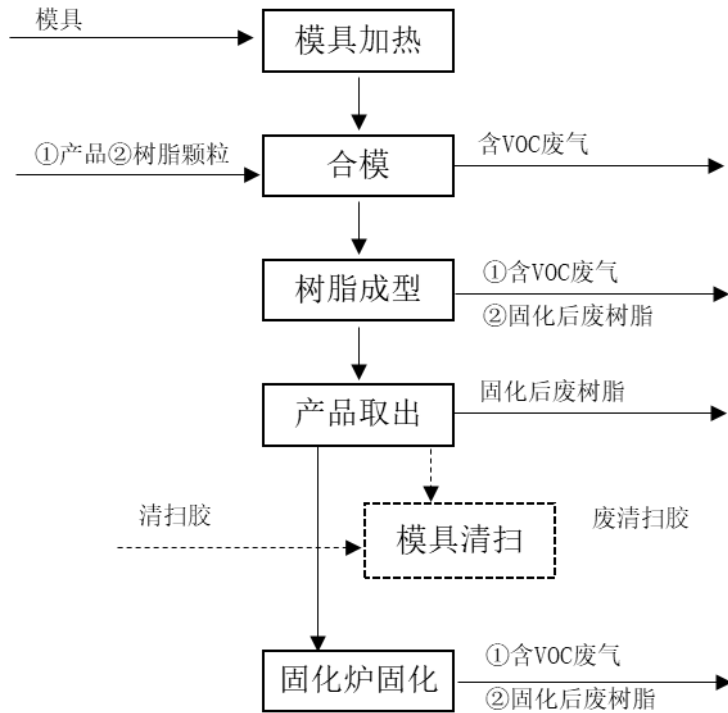 模具
模具加热
①产品②树脂颗粒
合模
含VOC废气
树脂成型
①含VOC废气
②固化后废树脂
产品取出
固化后废树脂
清扫胶
模具清扫
废清扫胶
固化炉固化
①含VOC废气
②固化后废树脂